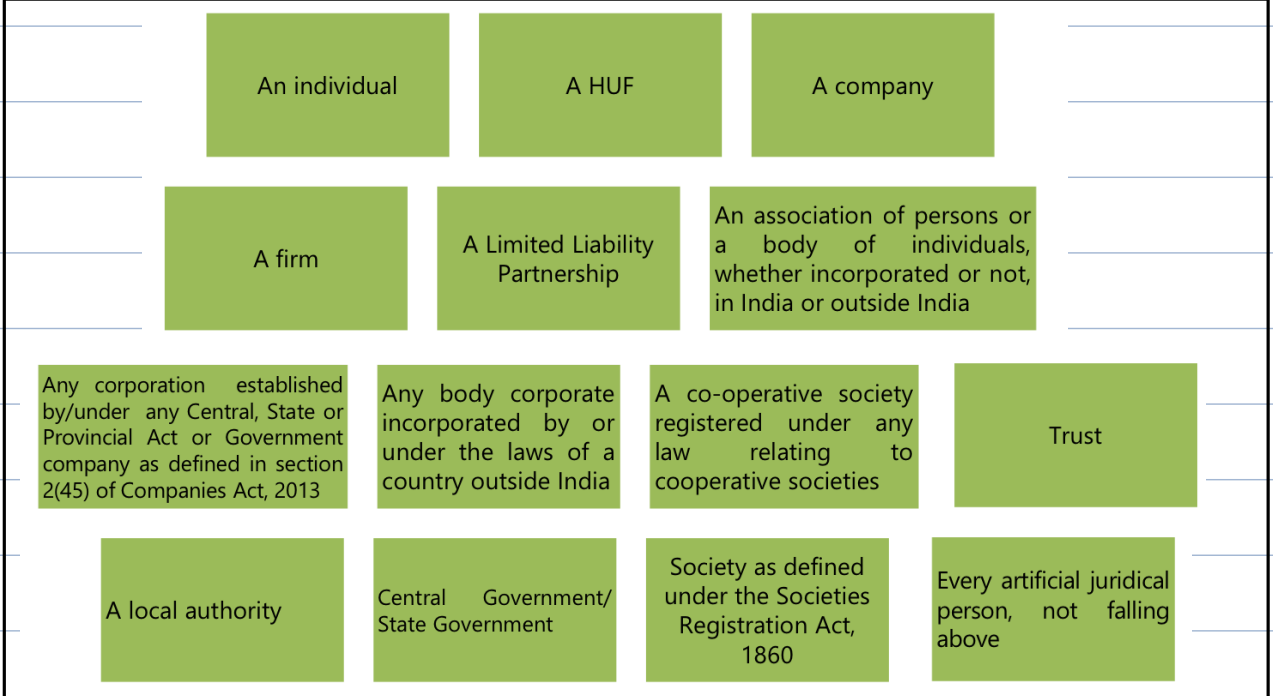 An individual
A HUF
A company
A firm
A Limited Liability
Partnership
An association of persons or
a body of individuals,
whether incorporated or not,
in India or outside India
Any corporation established
by/under any Central, State or
Provincial Act or Government
company as defined in section
2(45) of Companies Act, 2013
Any body corporate
incorporated by or
under the laws of a
country outside India
A co-operative society
registered under any
law relating to
cooperative societies
Trust
A local authority
Central Government/
State Government
Society as defined
under the Societies
Registration Act,
1860
Every artificial juridical
person, not falling
above